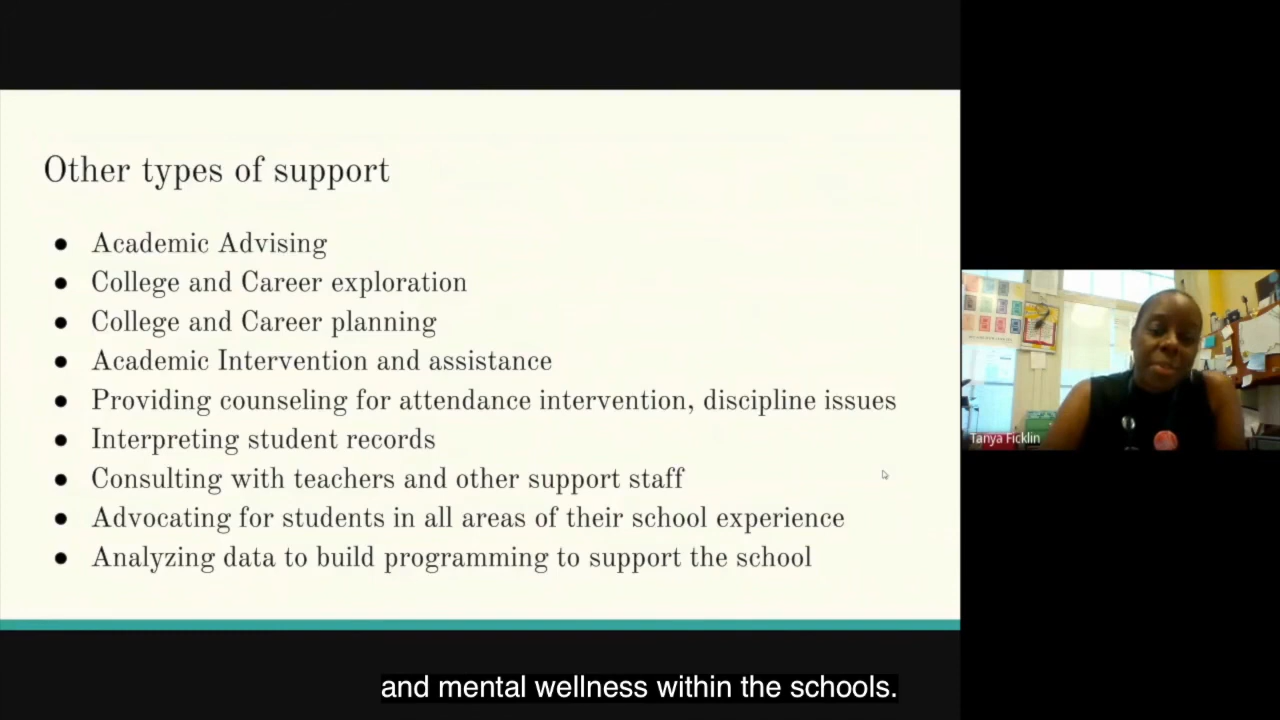 Other types of support
● Academic Advising
● College and Career exploration
● College and Career planning
● Academic Intervention and assistance
● Providing counseling for attendance intervention, discipline issues
● Interpreting student records
● Consulting with teachers and other support staff
● Advocating for students in all areas of their school experience
● Analyzing data to build programming to support the school
Tanya Ficklin
and mental wellness within the schools.